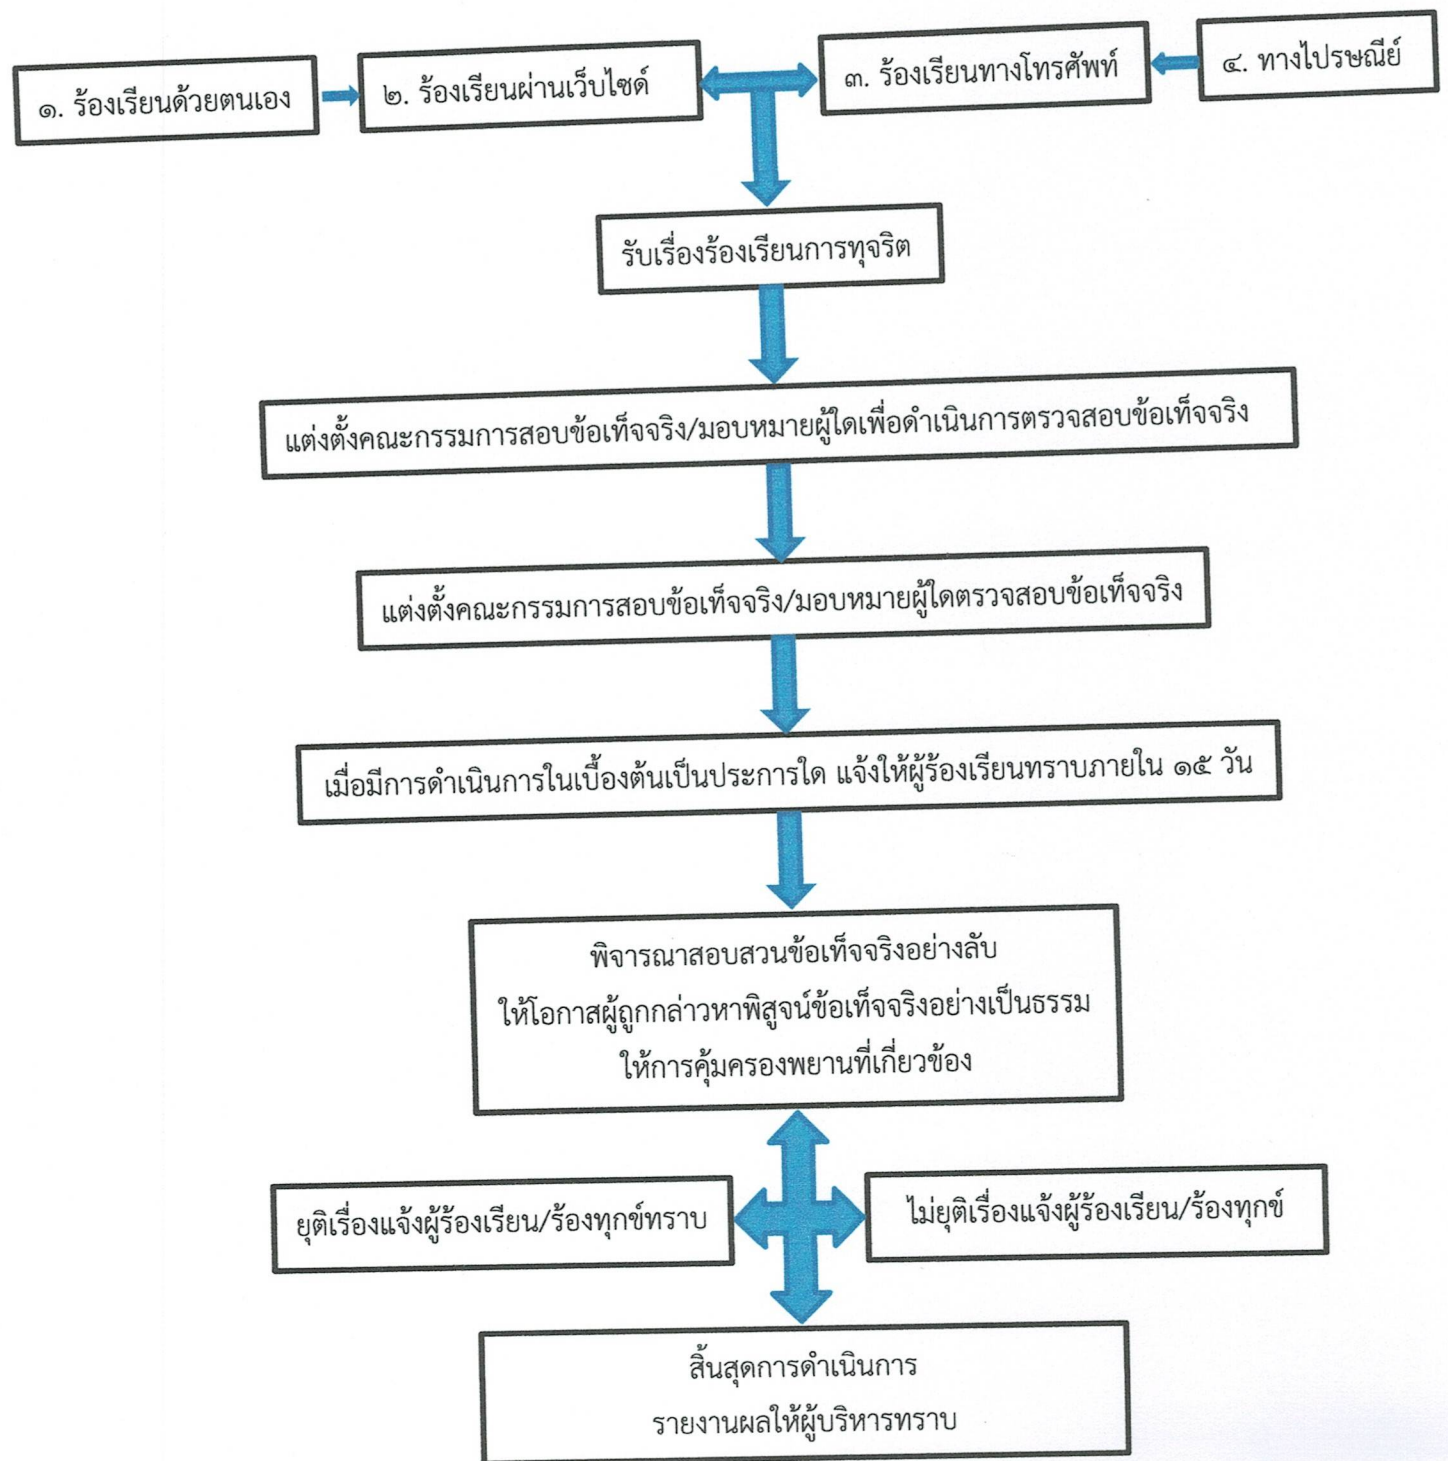 ๑. ร้องเรียนด้วยตนเอง
๒. ร้องเรียนผ่านเว็บไซด์
๓. ร้องเรียนทางโทรศัพท์
๔. ทางไปรษณีย์
รับเรื่องร้องเรียนการทุจริต
แต่งตั้งคณะกรรมการสอบข้อเท็จจริง/มอบหมายผู้ใดเพื่อดำเนินการตรวจสอบข้อเท็จจริง
แต่งตั้งคณะกรรมการสอบข้อเท็จจริง/มอบหมายผู้ใดตรวจสอบข้อเท็จจริง
เมื่อมีการดำเนินการในเบื้องต้นเป็นประการใด แจ้งให้ผู้ร้องเรียนทราบภายใน ๑๕ วัน
พิจารณาสอบสวนข้อเท็จจริงอย่างลับ
ให้โอกาสผู้ถูกกล่าวหาพิสูจน์ข้อเท็จจริงอย่างเป็นธรรม
ให้การคุ้มครองพยานที่เกี่ยวข้อง
ยุติเรื่องแจ้งผู้ร้องเรียน/ร้องทุกข์ทราบ
ไม่ยุติเรื่องแจ้งผู้ร้องเรียน/ร้องทุกข์
สิ้นสุดการดำเนินการ
รายงานผลให้ผู้บริหารทราบ